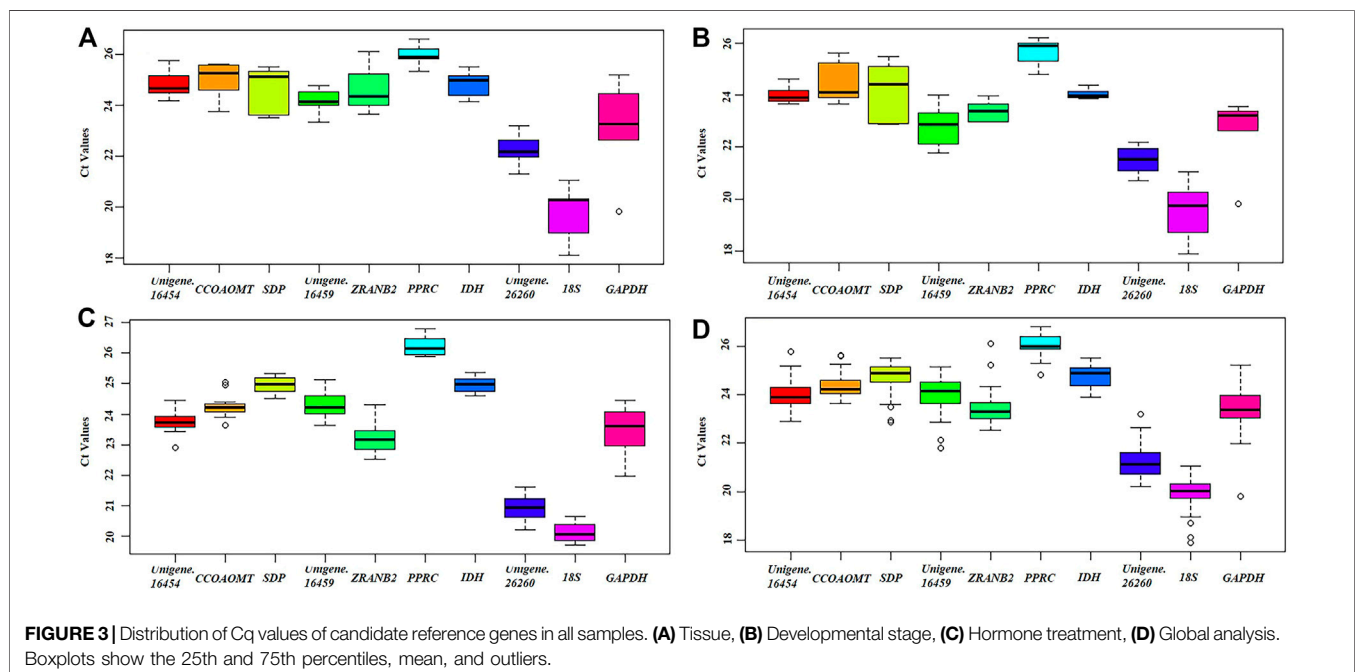 A
Ct Values
26
24
22
20
18
Unigene. 16454 CCOAOMT SDP Unigene. 16459 ZRANB2 PPRC IDH Unigene. 26260 18S GAPDH
B
Ct Values
26
24
22
20
18
Unigene. 16454 CCOAOMT SDP Unigene. 16459 ZRANB2 PPRC IDH Unigene. 26260 18S GAPDH
C
Ct Values
27
26
25
24
23
22
21
20
Unigene. 16454 CCOAOMT SDP Unigene. 16459 ZRANB2 PPRC IDH Unigene. 26260 18S GAPDH
D
Ct Values
26
24
22
20
18
Unigene. 16454 CCOAOMT SDP Unigene. 16459 ZRANB2 PPRC IDH Unigene. 26260 18S GAPDH
FIGURE 3 | Distribution of Cq values of candidate reference genes in all samples. (A) Tissue, (B) Developmental stage, (C) Hormone treatment, (D) Global analysis.
Boxplots show the 25th and 75th percentiles, mean, and outliers.